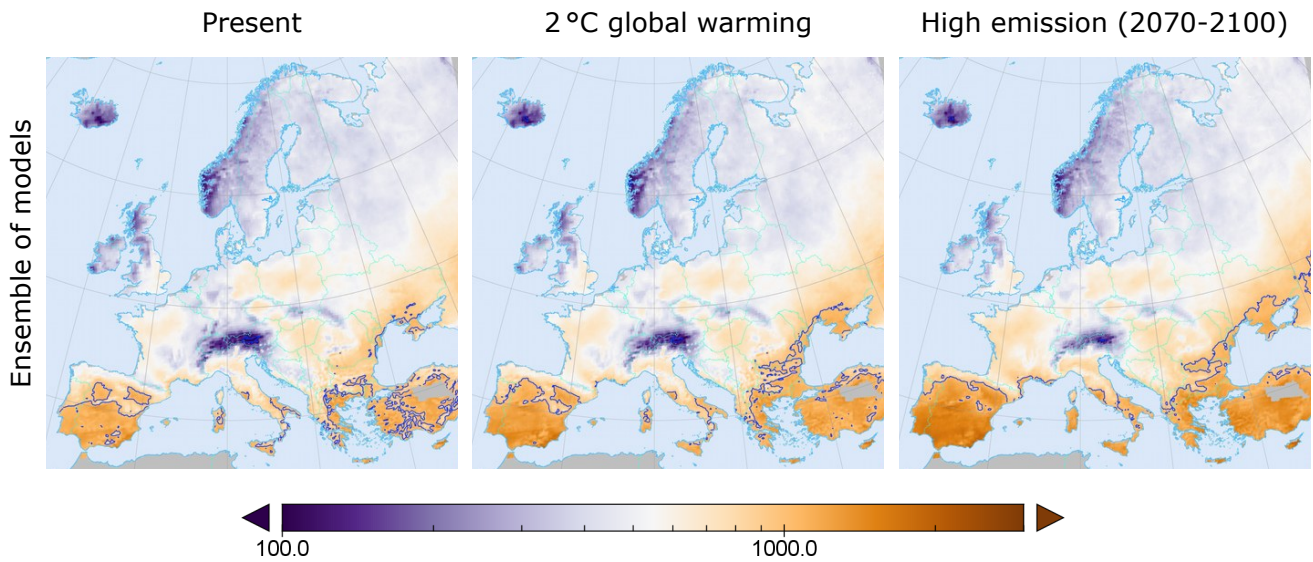 Present
2 °C global warming
High emission (2070-2100)
Ensemble of models
100.0
1000.0